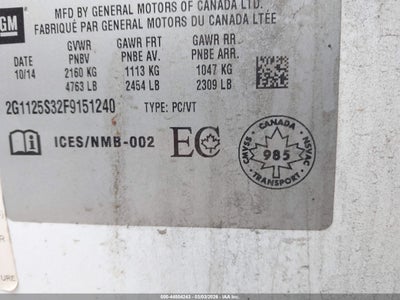 GM
MFD BY GENERAL MOTORS OF CANADA LTD.
FABRIQUÉ PAR GENERAL MOTORS DU CANADA LTÉE
GVWR GAWR FRT GAWR RR
PNBV PNBE AV. PNBE ARR.
10/14 2160 KG 1113 KG 1047 KG
4763 LB 2454 LB 2309 LB
2G1125S32F9151240 TYPE: PC/VT
ICES/NMB-002 EC
CANADA
CMVSS 985 NSVAC
TRANSPORT